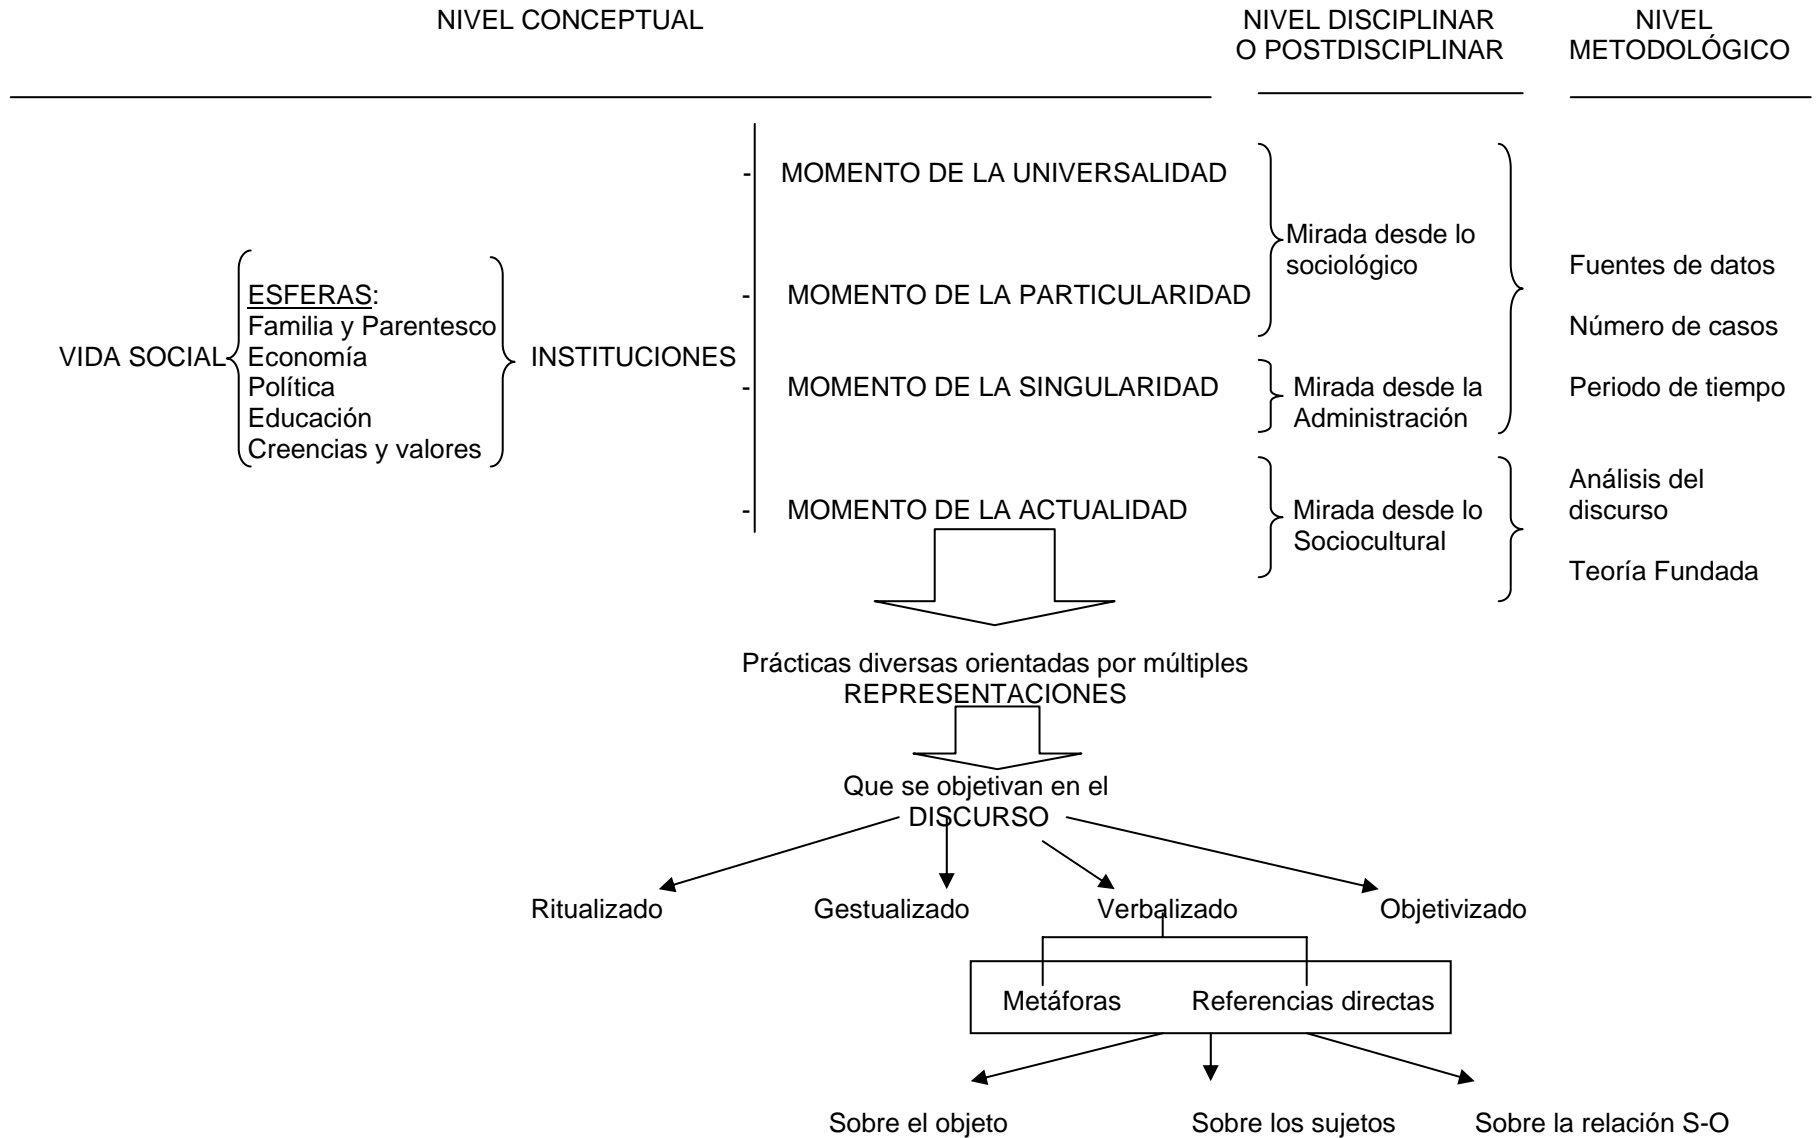 NIVEL CONCEPTUAL
NIVEL DISCIPLINAR
O POSTDISCIPLINAR
NIVEL
METODOLÓGICO
VIDA SOCIAL
ESFERAS:
Familia y Parentesco
Economía
Política
Educación
Creencias y valores
INSTITUCIONES
- MOMENTO DE LA UNIVERSALIDAD
- MOMENTO DE LA PARTICULARIDAD
- MOMENTO DE LA SINGULARIDAD
- MOMENTO DE LA ACTUALIDAD
Mirada desde lo
sociológico
Mirada desde la
Administración
Mirada desde lo
Sociocultural
Fuentes de datos
Número de casos
Periodo de tiempo
Análisis del
discurso
Teoría Fundada
Prácticas diversas orientadas por múltiples
REPRESENTACIONES
Que se objetivan en el
DISCURSO
Ritualizado
Gestualizado
Verbalizado
Objetivizado
Metáforas
Referencias directas
Sobre el objeto
Sobre los sujetos
Sobre la relación S-O